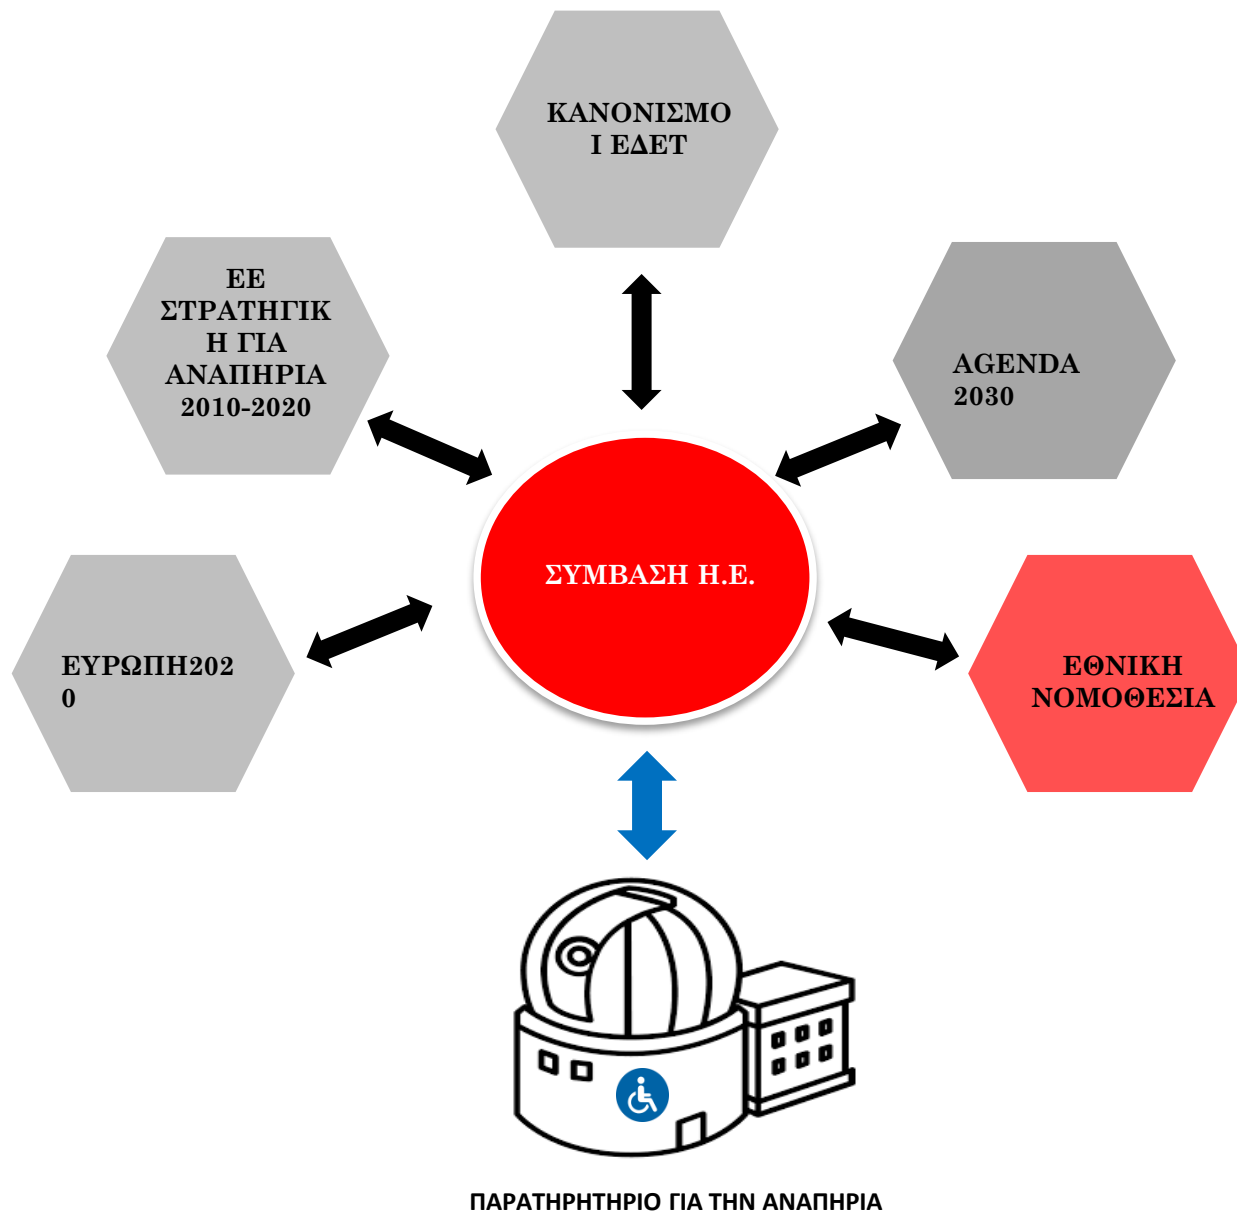 ΚΑΝΟΝΙΣΜΟ
Ι ΕΔΕΤ
ΕΕ
ΣΤΡΑΤΗΓΙΚ
Η ΓΙΑ
ΑΝΑΠΗΡΙΑ
2010-2020
AGENDA
2030
ΣΥΜΒΑΣΗ Η.Ε.
ΕΥΡΩΠΗ202
0
ΕΘΝΙΚΗ
ΝΟΜΟΘΕΣΙΑ
ΠΑΡΑΤΗΡΗΤΗΡΙΟ ΓΙΑ ΤΗΝ ΑΝΑΠΗΡΙΑ